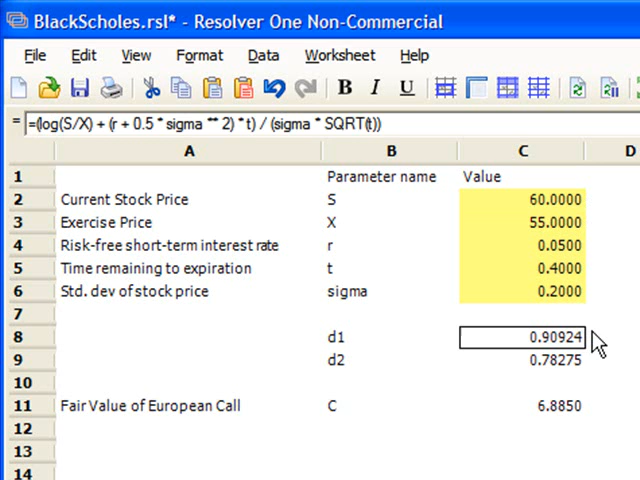 BlackScholes.rsl* - Resolver One Non-Commercial
File Edit View Format Data Worksheet Help
B I U
= =(log(S/X) + (r + 0.5 * sigma ** 2) * t) / (sigma * SQRT(t))
A B C D
1 Parameter name Value
2 Current Stock Price S 60.0000
3 Exercise Price X 55.0000
4 Risk-free short-term interest rate r 0.0500
5 Time remaining to expiration t 0.4000
6 Std. dev of stock price sigma 0.2000
7
8 d1 0.90924
9 d2 0.78275
10
11 Fair Value of European Call C 6.8850
12
13
14